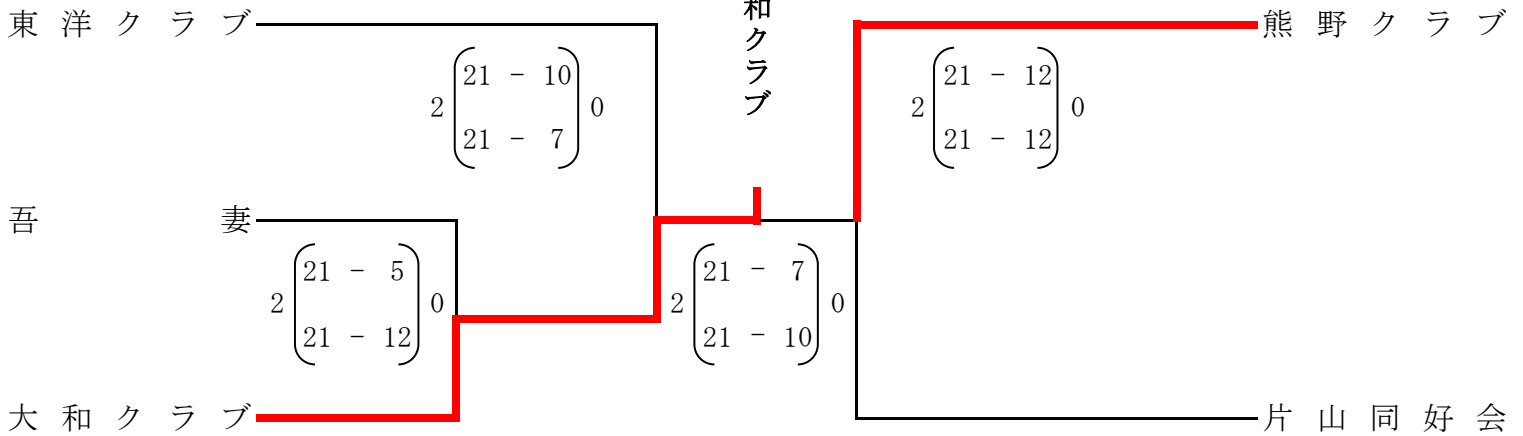 和クラブ
東洋クラブ
熊野クラブ
2 21 - 10 0
21 - 7
2 21 - 12 0
21 - 12
吾妻
2 21 - 5 0
21 - 12
2 21 - 7 0
21 - 10
大和クラブ
片山同好会